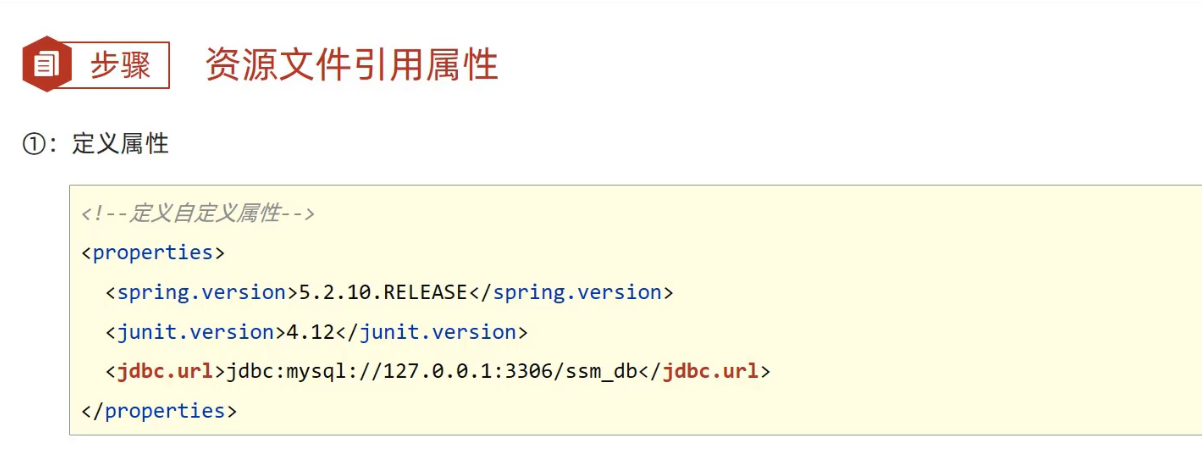 步骤 资源文件引用属性
①：定义属性
<!--定义自定义属性-->
<properties>
<spring.version>5.2.10.RELEASE</spring.version>
<junit.version>4.12</junit.version>
<jdbc.url>jdbc:mysql://127.0.0.1:3306/ssm_db</jdbc.url>
</properties>